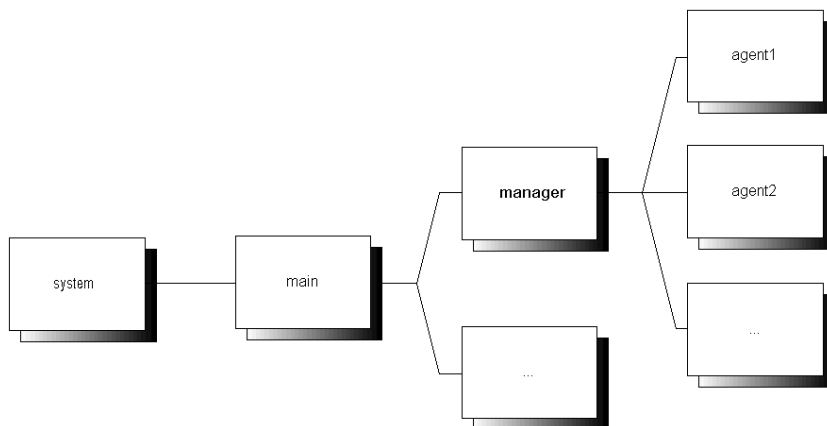 system
main
manager
...
agent1
agent2
...